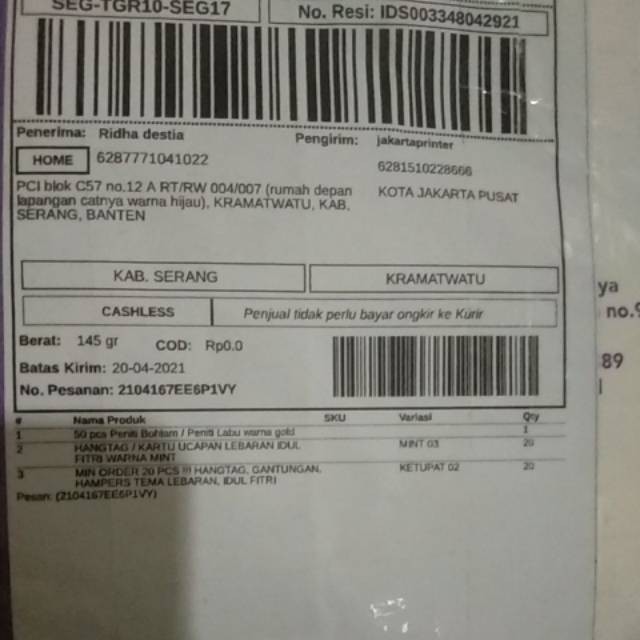 SEG-TGR10-SEG17
No. Resi: IDS003348042921
Penerima: Ridha destia
Pengirim: jakartaprinter
HOME 6287771041022
6281510228666
PCI blok C57 no.12 A RT/RW 004/007 (rumah depan
lapangan catnya warna hijau), KRAMATWATU, KAB.
SERANG, BANTEN
KOTA JAKARTA PUSAT
KAB. SERANG KRAMATWATU
CASHLESS Penjual tidak perlu bayar ongkir ke Kurir
Berat: 145 gr COD: Rp0.0
Batas Kirim: 20-04-2021
No. Pesanan: 2104167EE6P1VY
# Nama Produk SKU Variasi Qty
1 50 pcs Peniti Bohlam / Peniti Labu warna gold 1
2 HANGTAG / KARTU UCAPAN LEBARAN IDUL MINT 03 20
FITRI WARNA MINT
3 MIN ORDER 20 PCS !!! HANGTAG, GANTUNGAN, KETUPAT 02 20
HAMPERS TEMA LEBARAN, IDUL FITRI
Pesan: (2104167EE6P1VY)
ya
no.9
89